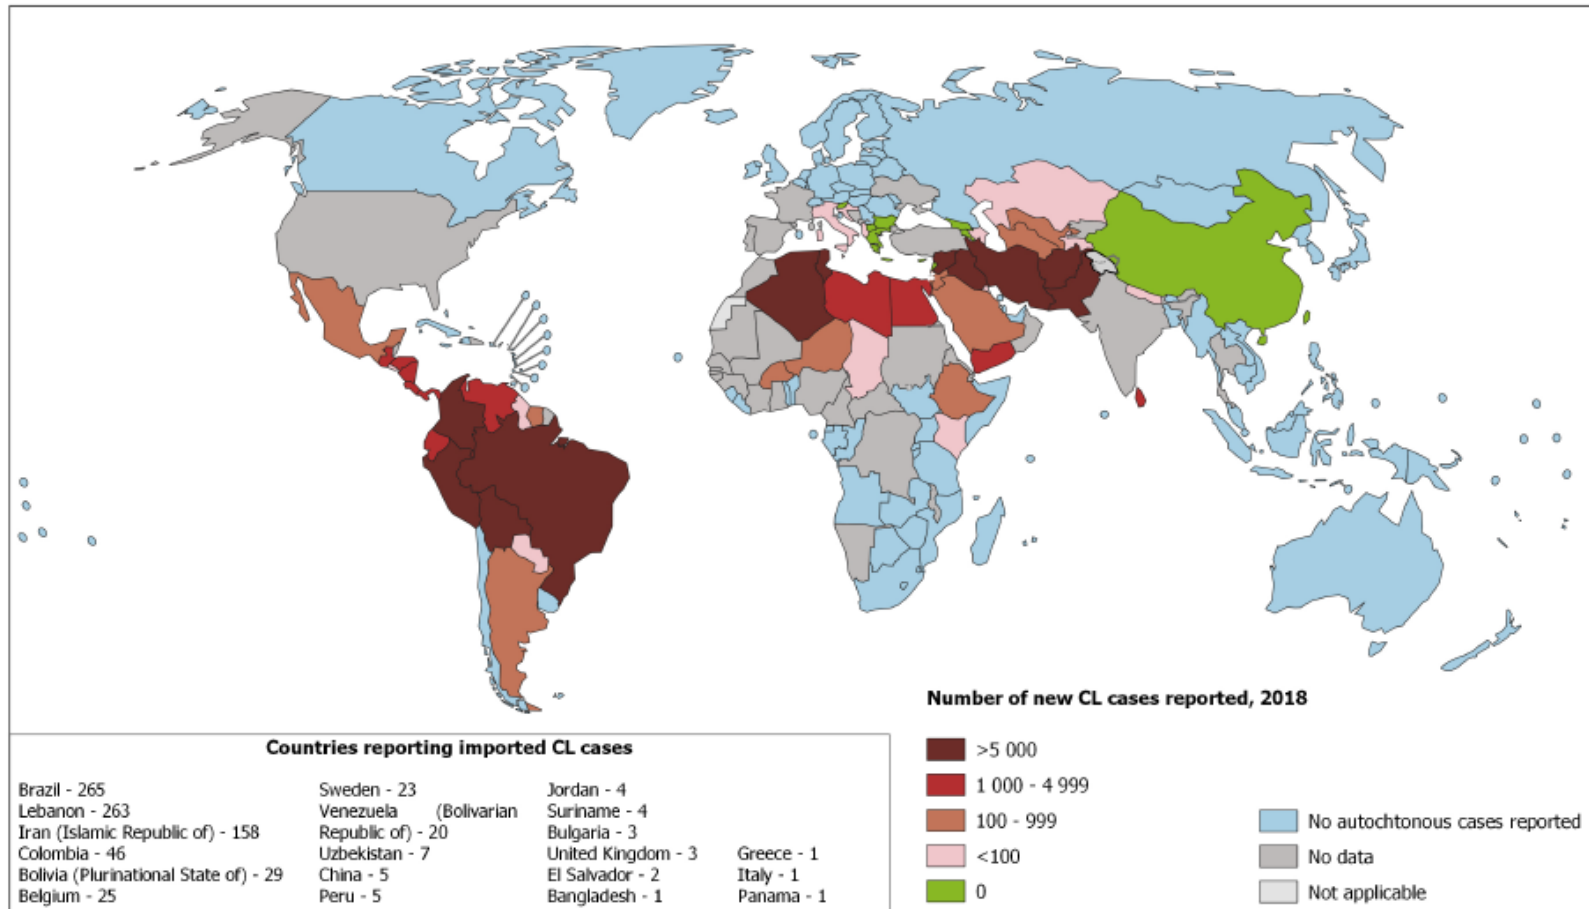 Number of new CL cases reported, 2018
>5 000
1 000 - 4 999
100 - 999
<100
0
No autochtonous cases reported
No data
Not applicable
Countries reporting imported CL cases
Brazil - 265
Lebanon - 263
Iran (Islamic Republic of) - 158
Colombia - 46
Bolivia (Plurinational State of) - 29
Belgium - 25
Sweden - 23
Venezuela (Bolivarian
Republic of) - 20
Uzbekistan - 7
China - 5
Peru - 5
Jordan - 4
Suriname - 4
Bulgaria - 3
United Kingdom - 3
El Salvador - 2
Bangladesh - 1
Greece - 1
Italy - 1
Panama - 1